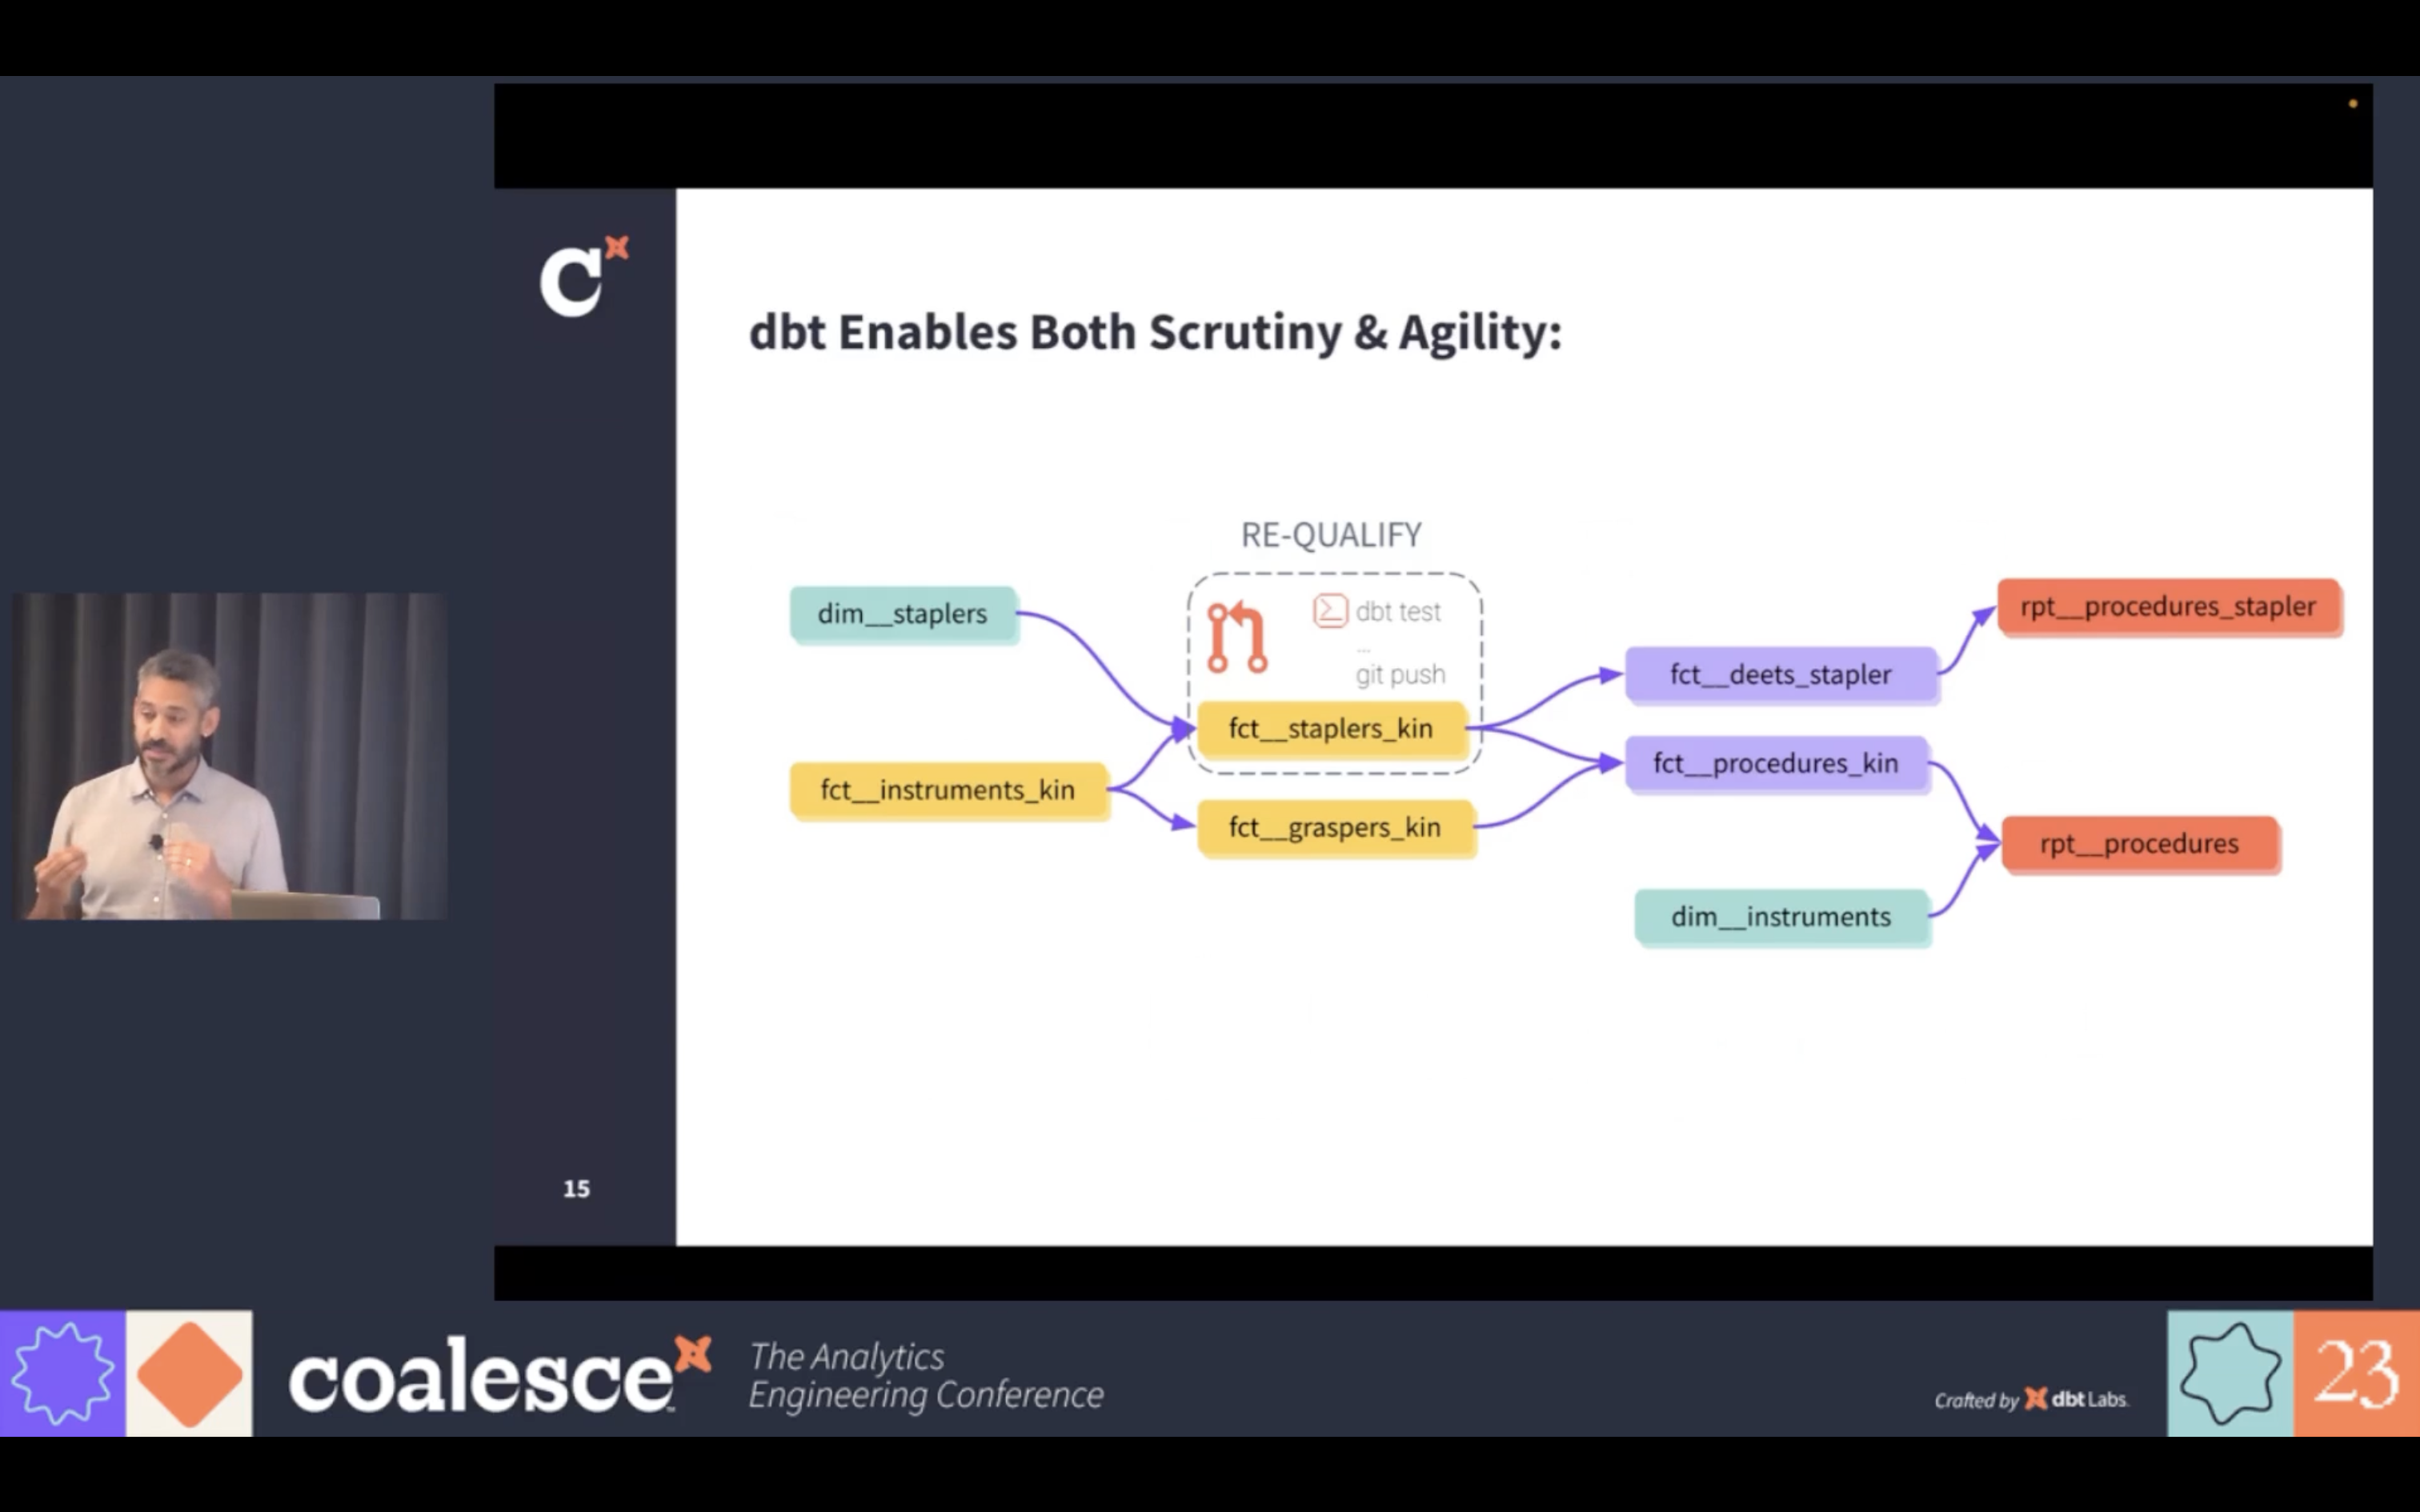 C
dbt Enables Both Scrutiny & Agility:
RE-QUALIFY
dbt test
...
git push
dim__staplers
fct__instruments_kin
fct__staplers_kin
fct__graspers_kin
fct__deets_stapler
fct__procedures_kin
dim__instruments
rpt__procedures_stapler
rpt__procedures
15
coalesce
The Analytics
Engineering Conference
Crafted by dbt Labs.
23